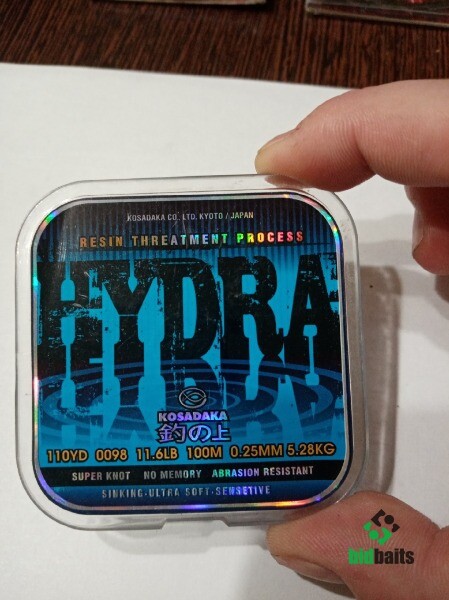 KOSADAKA CO., LTD. KYOTO / JAPAN
RESIN THREATMENT PROCESS
HYDRA
KOSADAKA
釣の上
110YD 0098 11.6LB 100M 0.25MM 5.28KG
SUPER KNOT NO MEMORY ABRASION RESISTANT
SINKING-ULTRA SOFT-SENSETIVE
bidbaits